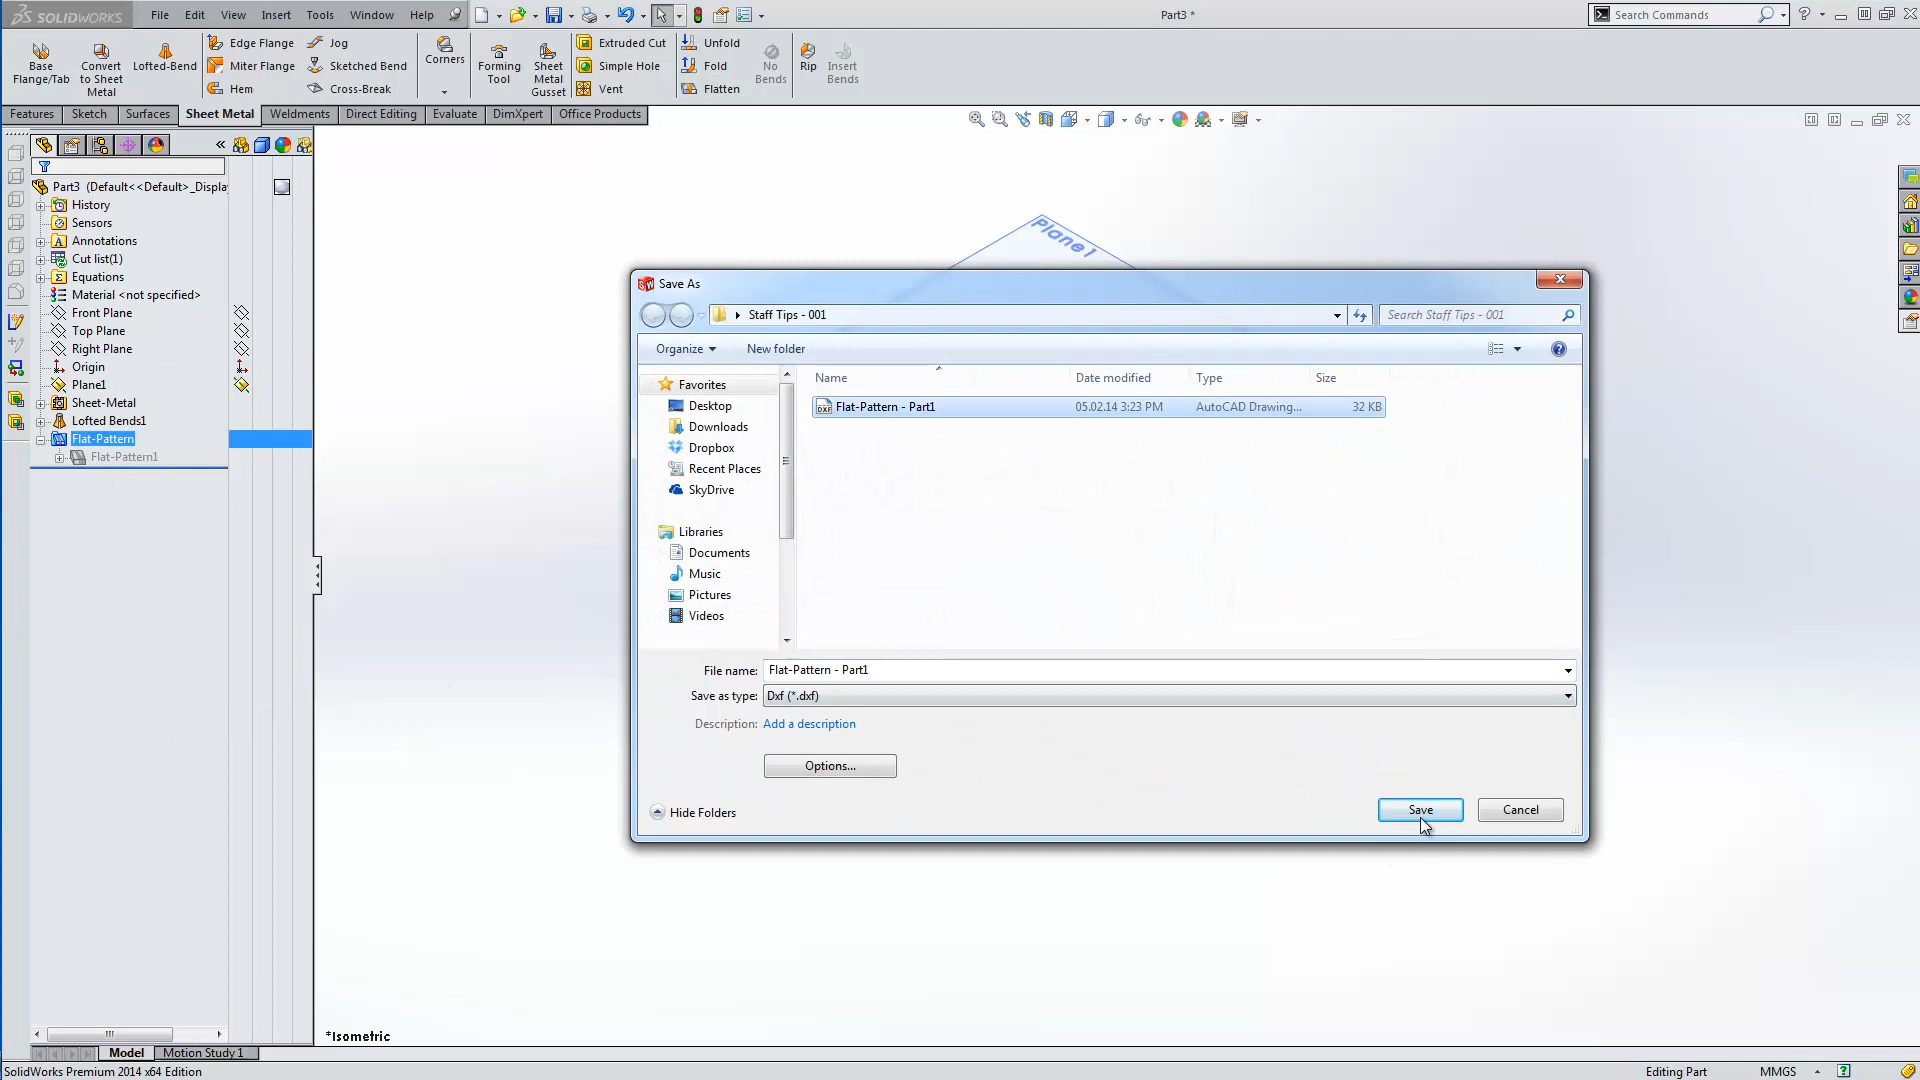 SOLIDWORKS File Edit View Insert Tools Window Help Part3 * Search Commands
Base Flange/Tab
Convert to Sheet Metal
Lofted-Bend
Edge Flange
Miter Flange
Hem
Jog
Sketched Bend
Cross-Break
Corners
Forming Tool
Sheet Metal Gusset
Extruded Cut
Simple Hole
Vent
Unfold
Fold
Flatten
No Bends
Rip
Insert Bends
Features Sketch Surfaces Sheet Metal Weldments Direct Editing Evaluate DimXpert Office Products
Part3 (Default<<Default>_Displa
History
Sensors
Annotations
Cut list(1)
Equations
Material <not specified>
Front Plane
Top Plane
Right Plane
Origin
Plane1
Sheet-Metal
Lofted Bends1
Flat-Pattern
Flat-Pattern1
Plane1
Save As
Staff Tips - 001
Search Staff Tips - 001
Organize New folder
Favorites
Desktop
Downloads
Dropbox
Recent Places
SkyDrive
Libraries
Documents
Music
Pictures
Videos
Name Date modified Type Size
DXF Flat-Pattern - Part1 05.02.14 3:23 PM AutoCAD Drawing... 32 KB
File name: Flat-Pattern - Part1
Save as type: Dxf (*.dxf)
Description: Add a description
Options...
Hide Folders
Save Cancel
*Isometric
Model Motion Study 1
SolidWorks Premium 2014 x64 Edition Editing Part MMGS